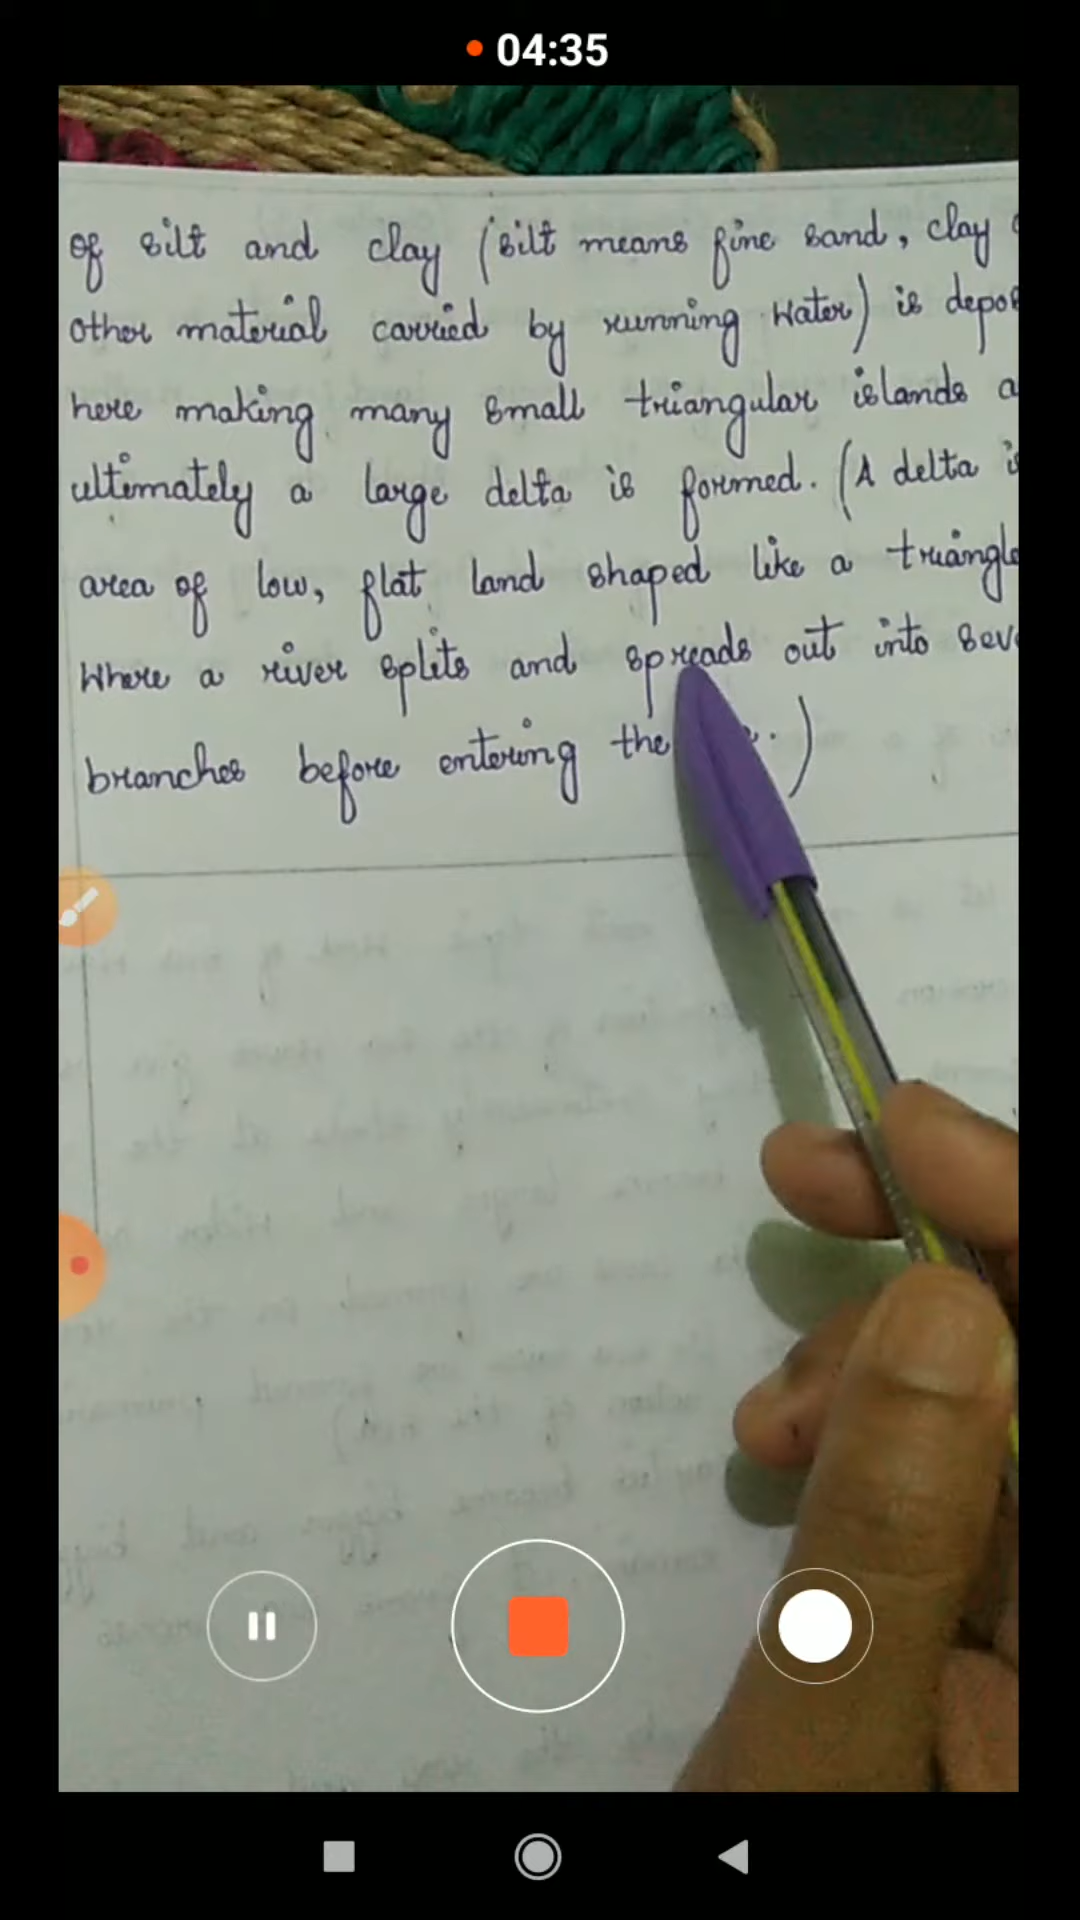 04:35
of silt and clay (silt means fine sand, clay
other material carried by running water) is depos
here making many small triangular islands a
ultimately a large delta is formed. (A delta is
area of low, flat land shaped like a triangle
where a river splits and spreads out into seve
branches before entering the